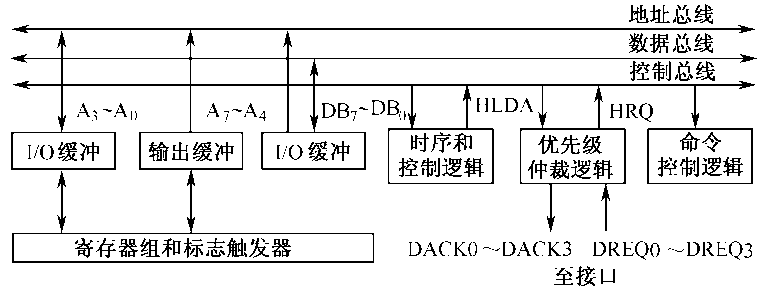 地址总线
数据总线
控制总线
A3~A0
A7~A4
DB7~DB0
HLDA
HRQ
I/O缓冲
输出缓冲
I/O缓冲
时序和
控制逻辑
优先级
仲裁逻辑
命令
控制逻辑
寄存器组和标志触发器
DACK0~DACK3 DREQ0~DREQ3
至接口